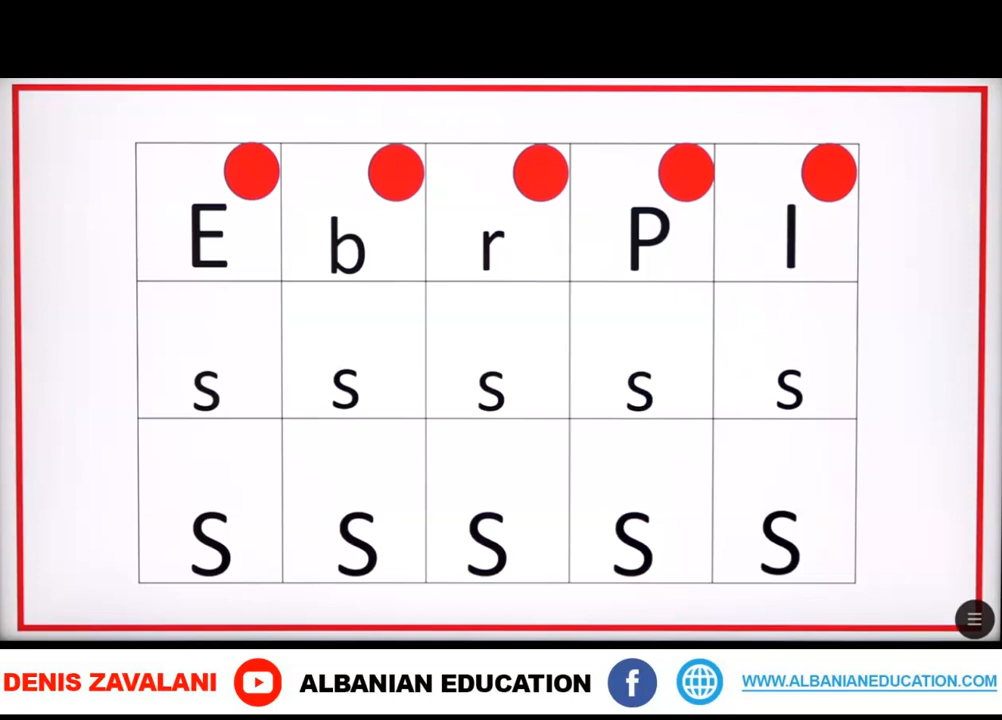 E b r P l
s s s s s
S S S S S
DENIS ZAVALANI ALBANIAN EDUCATION f WWW.ALBANIANEDUCATION.COM